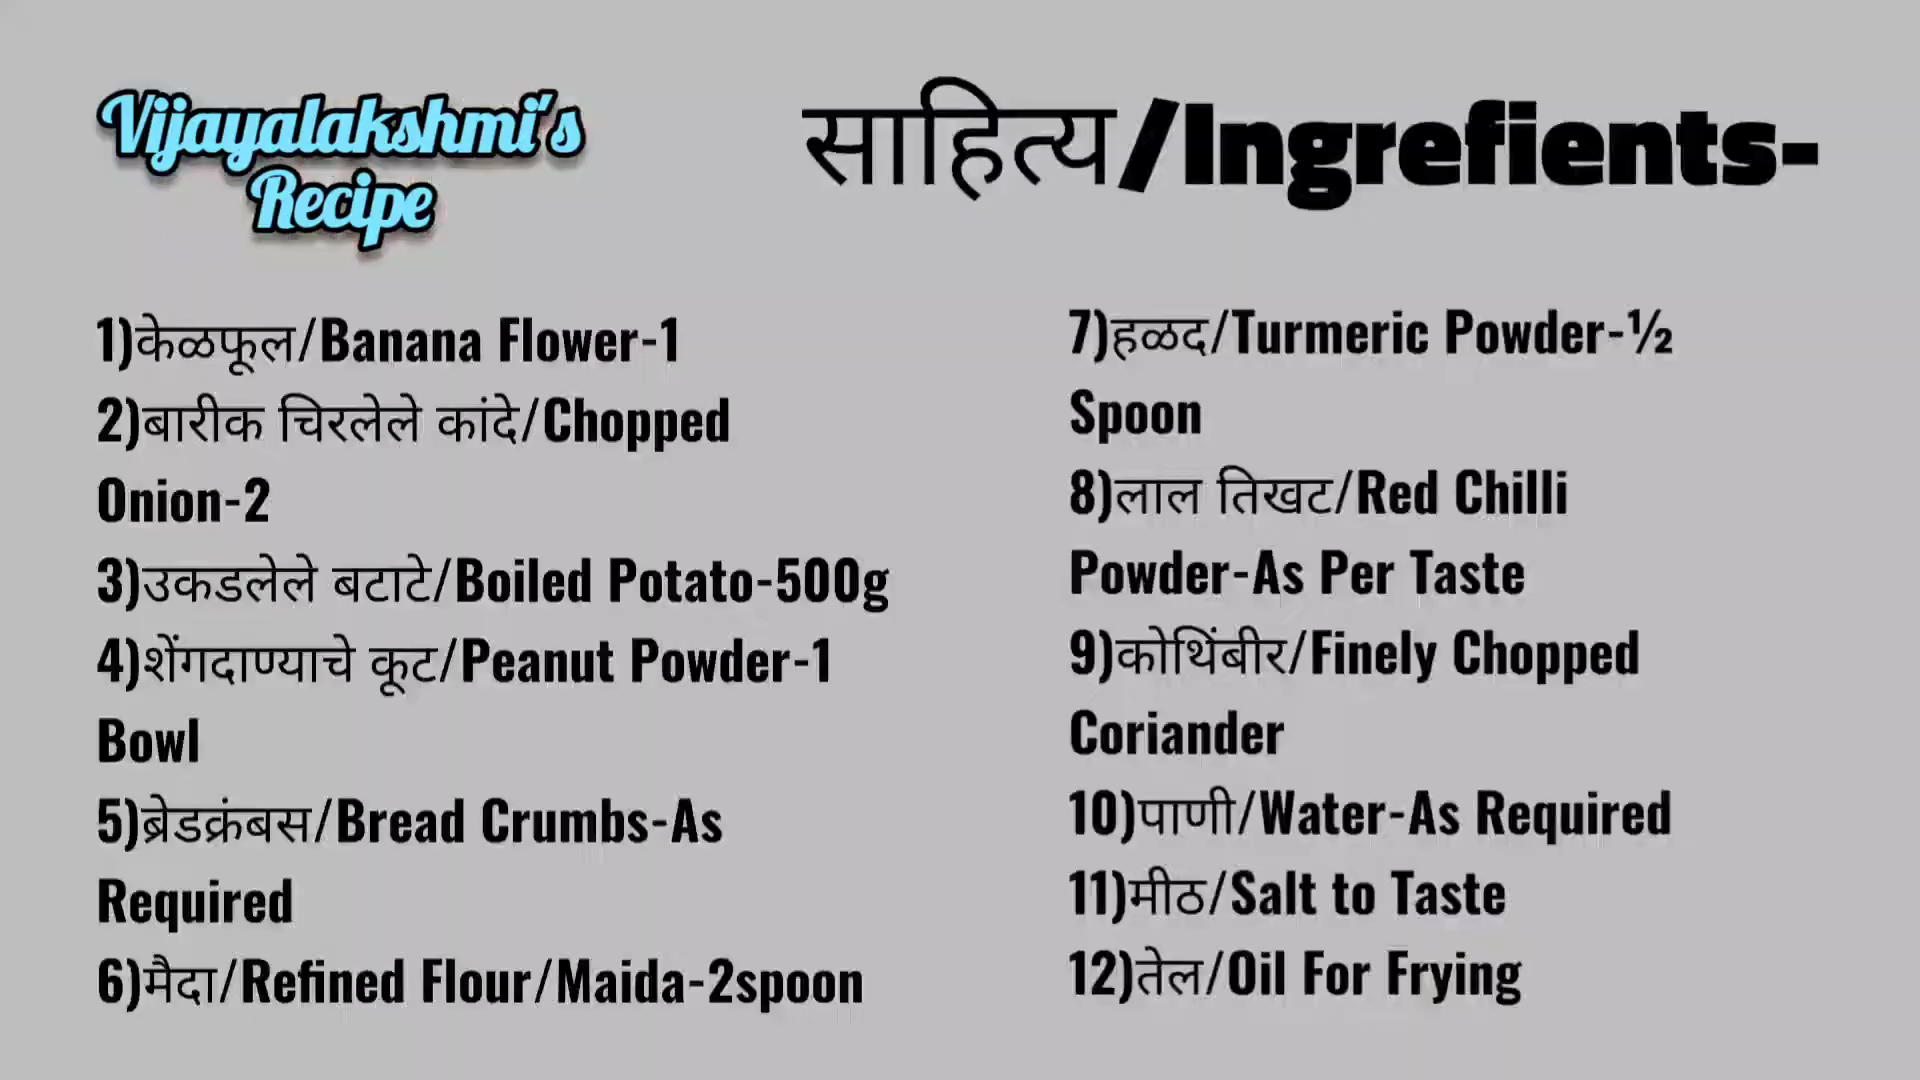 Vijayalakshmi's
Recipe
साहित्य/Ingrefients-
1)केळफूल/Banana Flower-1
2)बारीक चिरलेले कांदे/Chopped
Onion-2
3)उकडलेले बटाटे/Boiled Potato-500g
4)शेंगदाण्याचे कूट/Peanut Powder-1
Bowl
5)ब्रेडक्रंबस/Bread Crumbs-As
Required
6)मैदा/Refined Flour/Maida-2spoon
7)हळद/Turmeric Powder-½
Spoon
8)लाल तिखट/Red Chilli
Powder-As Per Taste
9)कोथिंबीर/Finely Chopped
Coriander
10)पाणी/Water-As Required
11)मीठ/Salt to Taste
12)तेल/Oil For Frying